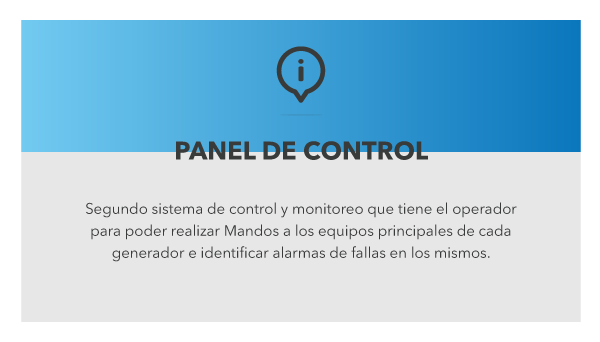 PANEL DE CONTROL
Segundo sistema de control y monitoreo que tiene el operador
para poder realizar Mandos a los equipos principales de cada
generador e identificar alarmas de fallas en los mismos.